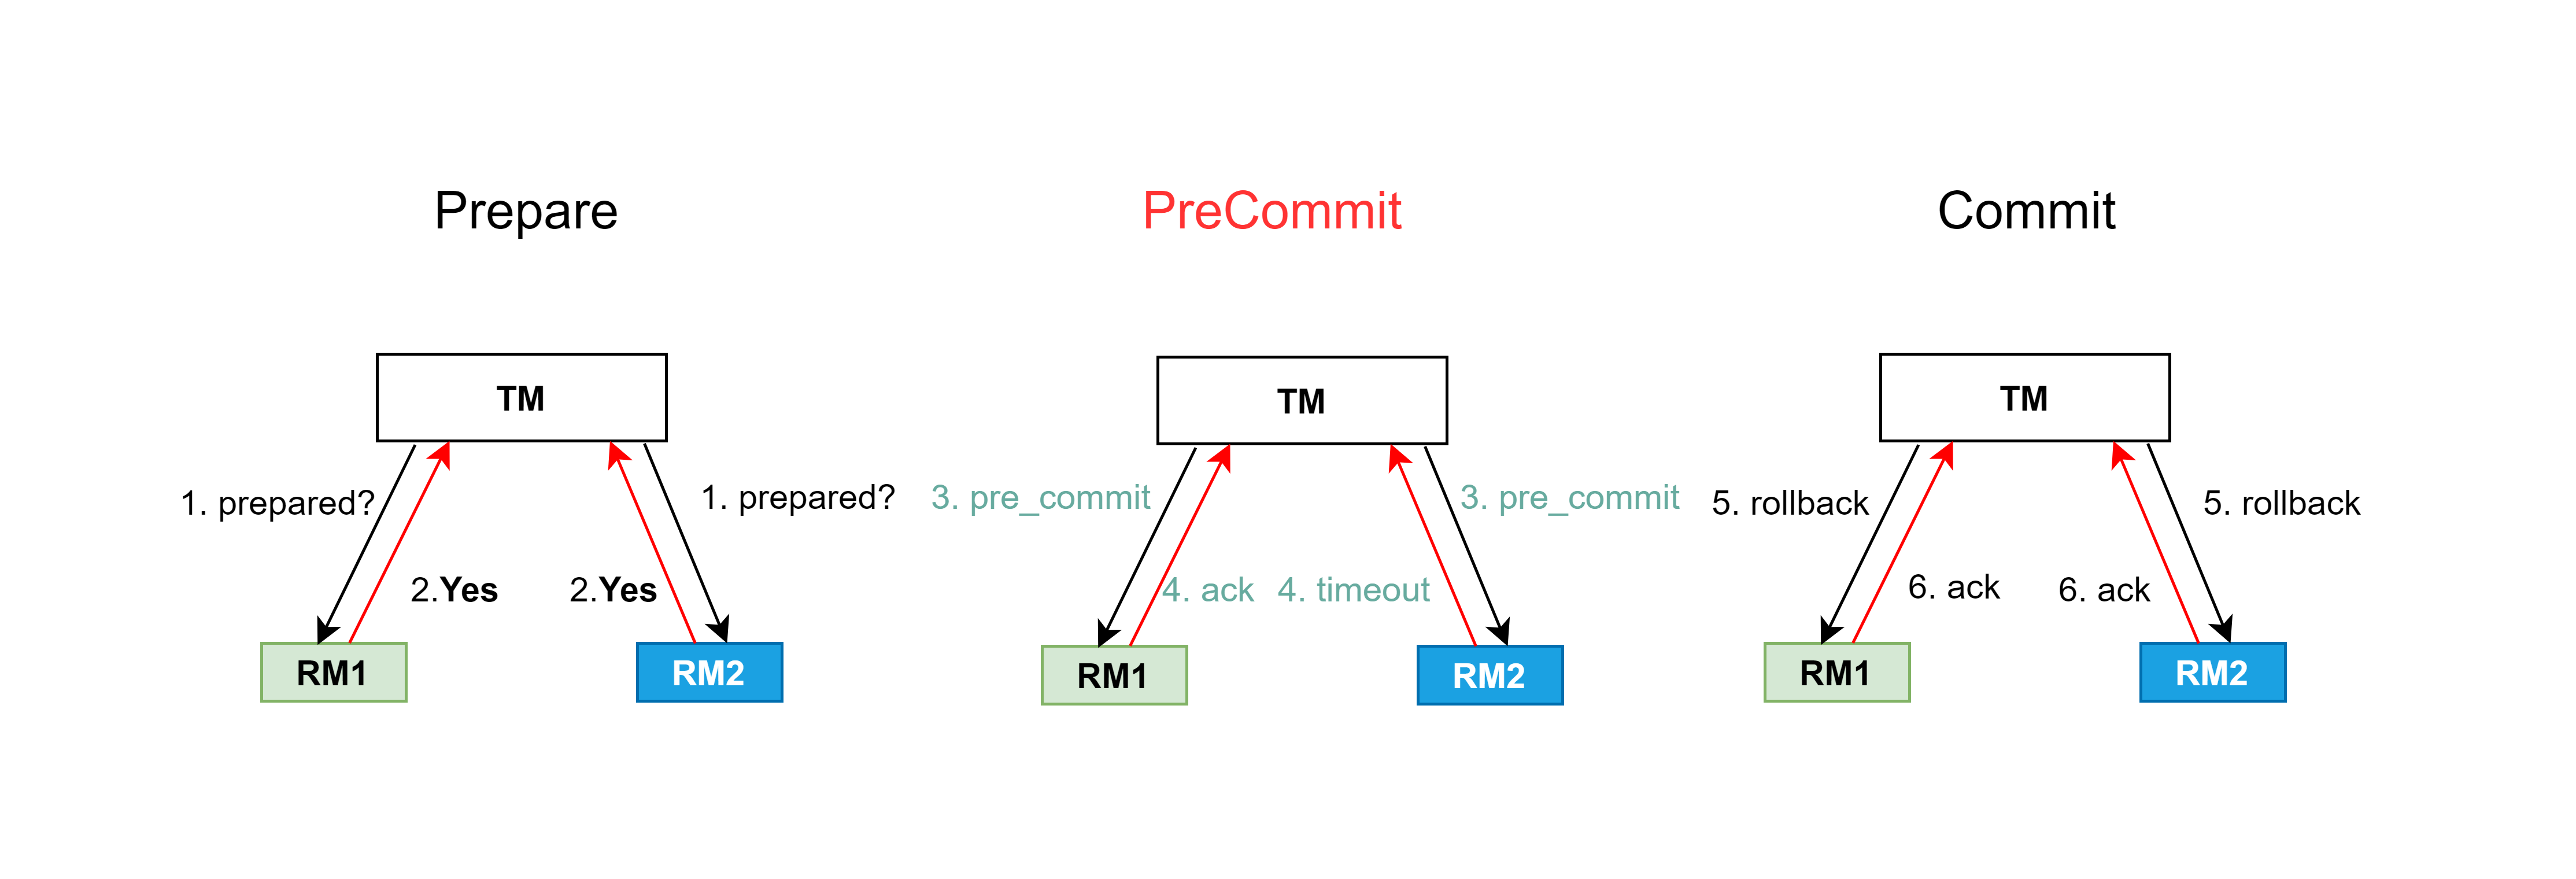 Prepare
TM
1. prepared?
1. prepared?
2.Yes
2.Yes
RM1
RM2
PreCommit
TM
3. pre_commit
3. pre_commit
4. ack
4. timeout
RM1
RM2
Commit
TM
5. rollback
5. rollback
6. ack
6. ack
RM1
RM2